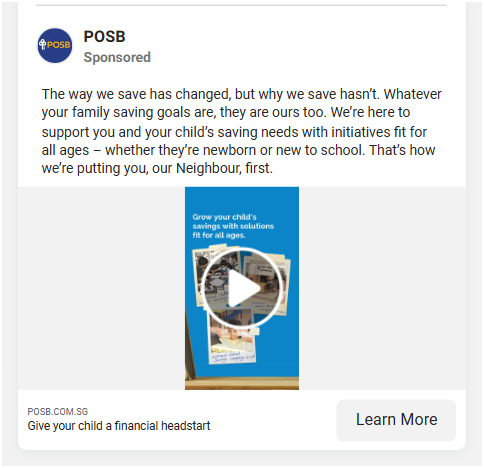 POSB
POSB
Sponsored
The way we save has changed, but why we save hasn’t. Whatever
your family saving goals are, they are ours too. We’re here to
support you and your child’s saving needs with initiatives fit for
all ages – whether they’re newborn or new to school. That’s how
we’re putting you, our Neighbour, first.
Grow your child's
savings with solutions
fit for all ages.
POSB.COM.SG
Give your child a financial headstart
Learn More